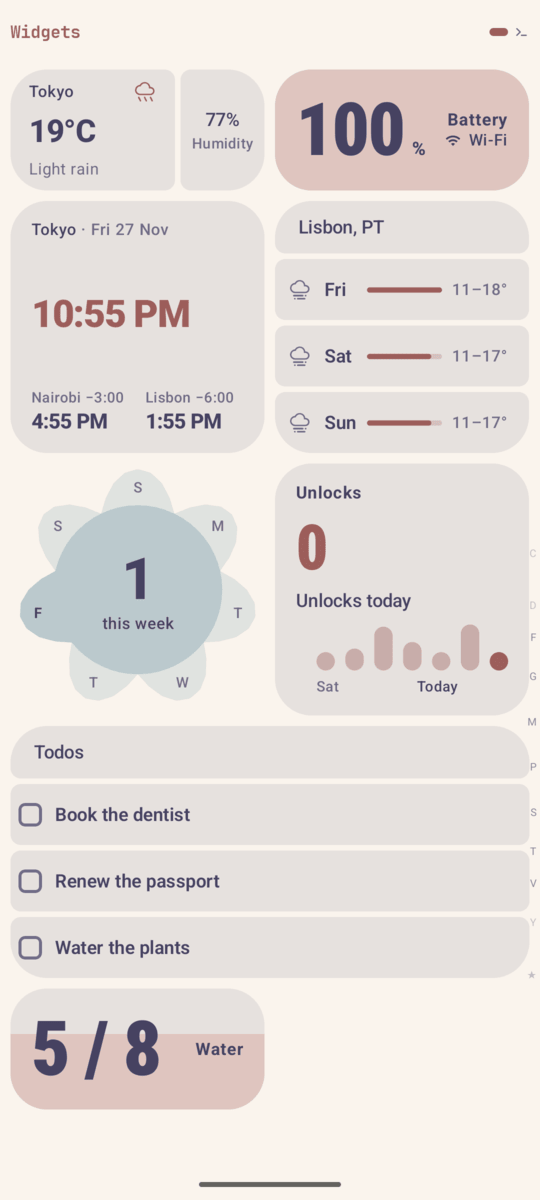 Widgets
Tokyo
19°C
Light rain
77%
Humidity
100 %
Battery
Wi-Fi
Tokyo · Fri 27 Nov
10:55 PM
Nairobi −3:00
4:55 PM
Lisbon −6:00
1:55 PM
Lisbon, PT
Fri 11–18°
Sat 11–17°
Sun 11–17°
S
M
T
W
T
F
S
1
this week
Unlocks
0
Unlocks today
Sat Today
Todos
Book the dentist
Renew the passport
Water the plants
5 / 8
Water
C
D
F
G
M
P
S
T
V
Y
★